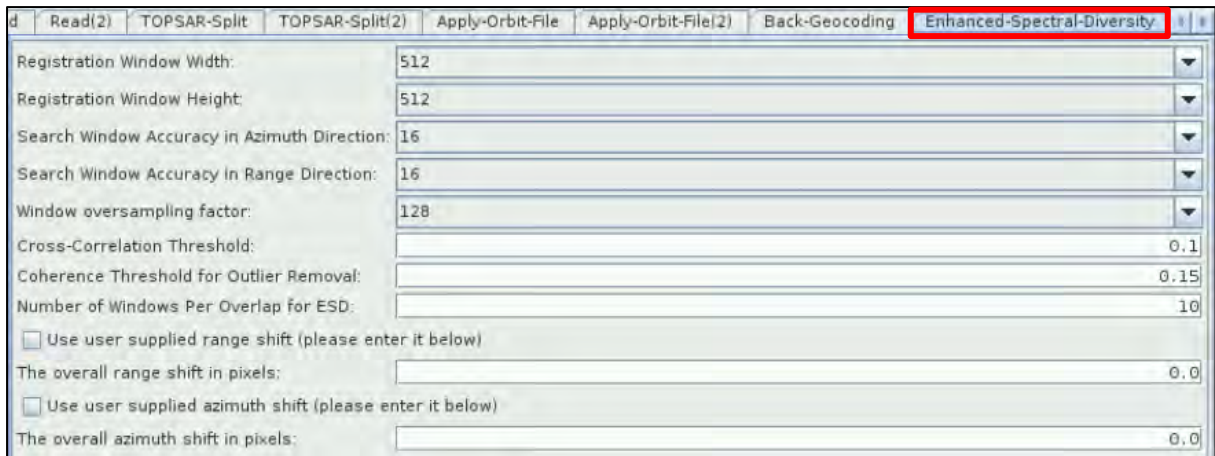 d Read(2) TOPSAR-Split TOPSAR-Split(2) Apply-Orbit-File Apply-Orbit-File(2) Back-Geocoding Enhanced-Spectral-Diversity
Registration Window Width: 512
Registration Window Height: 512
Search Window Accuracy in Azimuth Direction: 16
Search Window Accuracy in Range Direction: 16
Window oversampling factor: 128
Cross-Correlation Threshold: 0.1
Coherence Threshold for Outlier Removal: 0.15
Number of Windows Per Overlap for ESD: 10
Use user supplied range shift (please enter it below)
The overall range shift in pixels: 0.0
Use user supplied azimuth shift (please enter it below)
The overall azimuth shift in pixels: 0.0